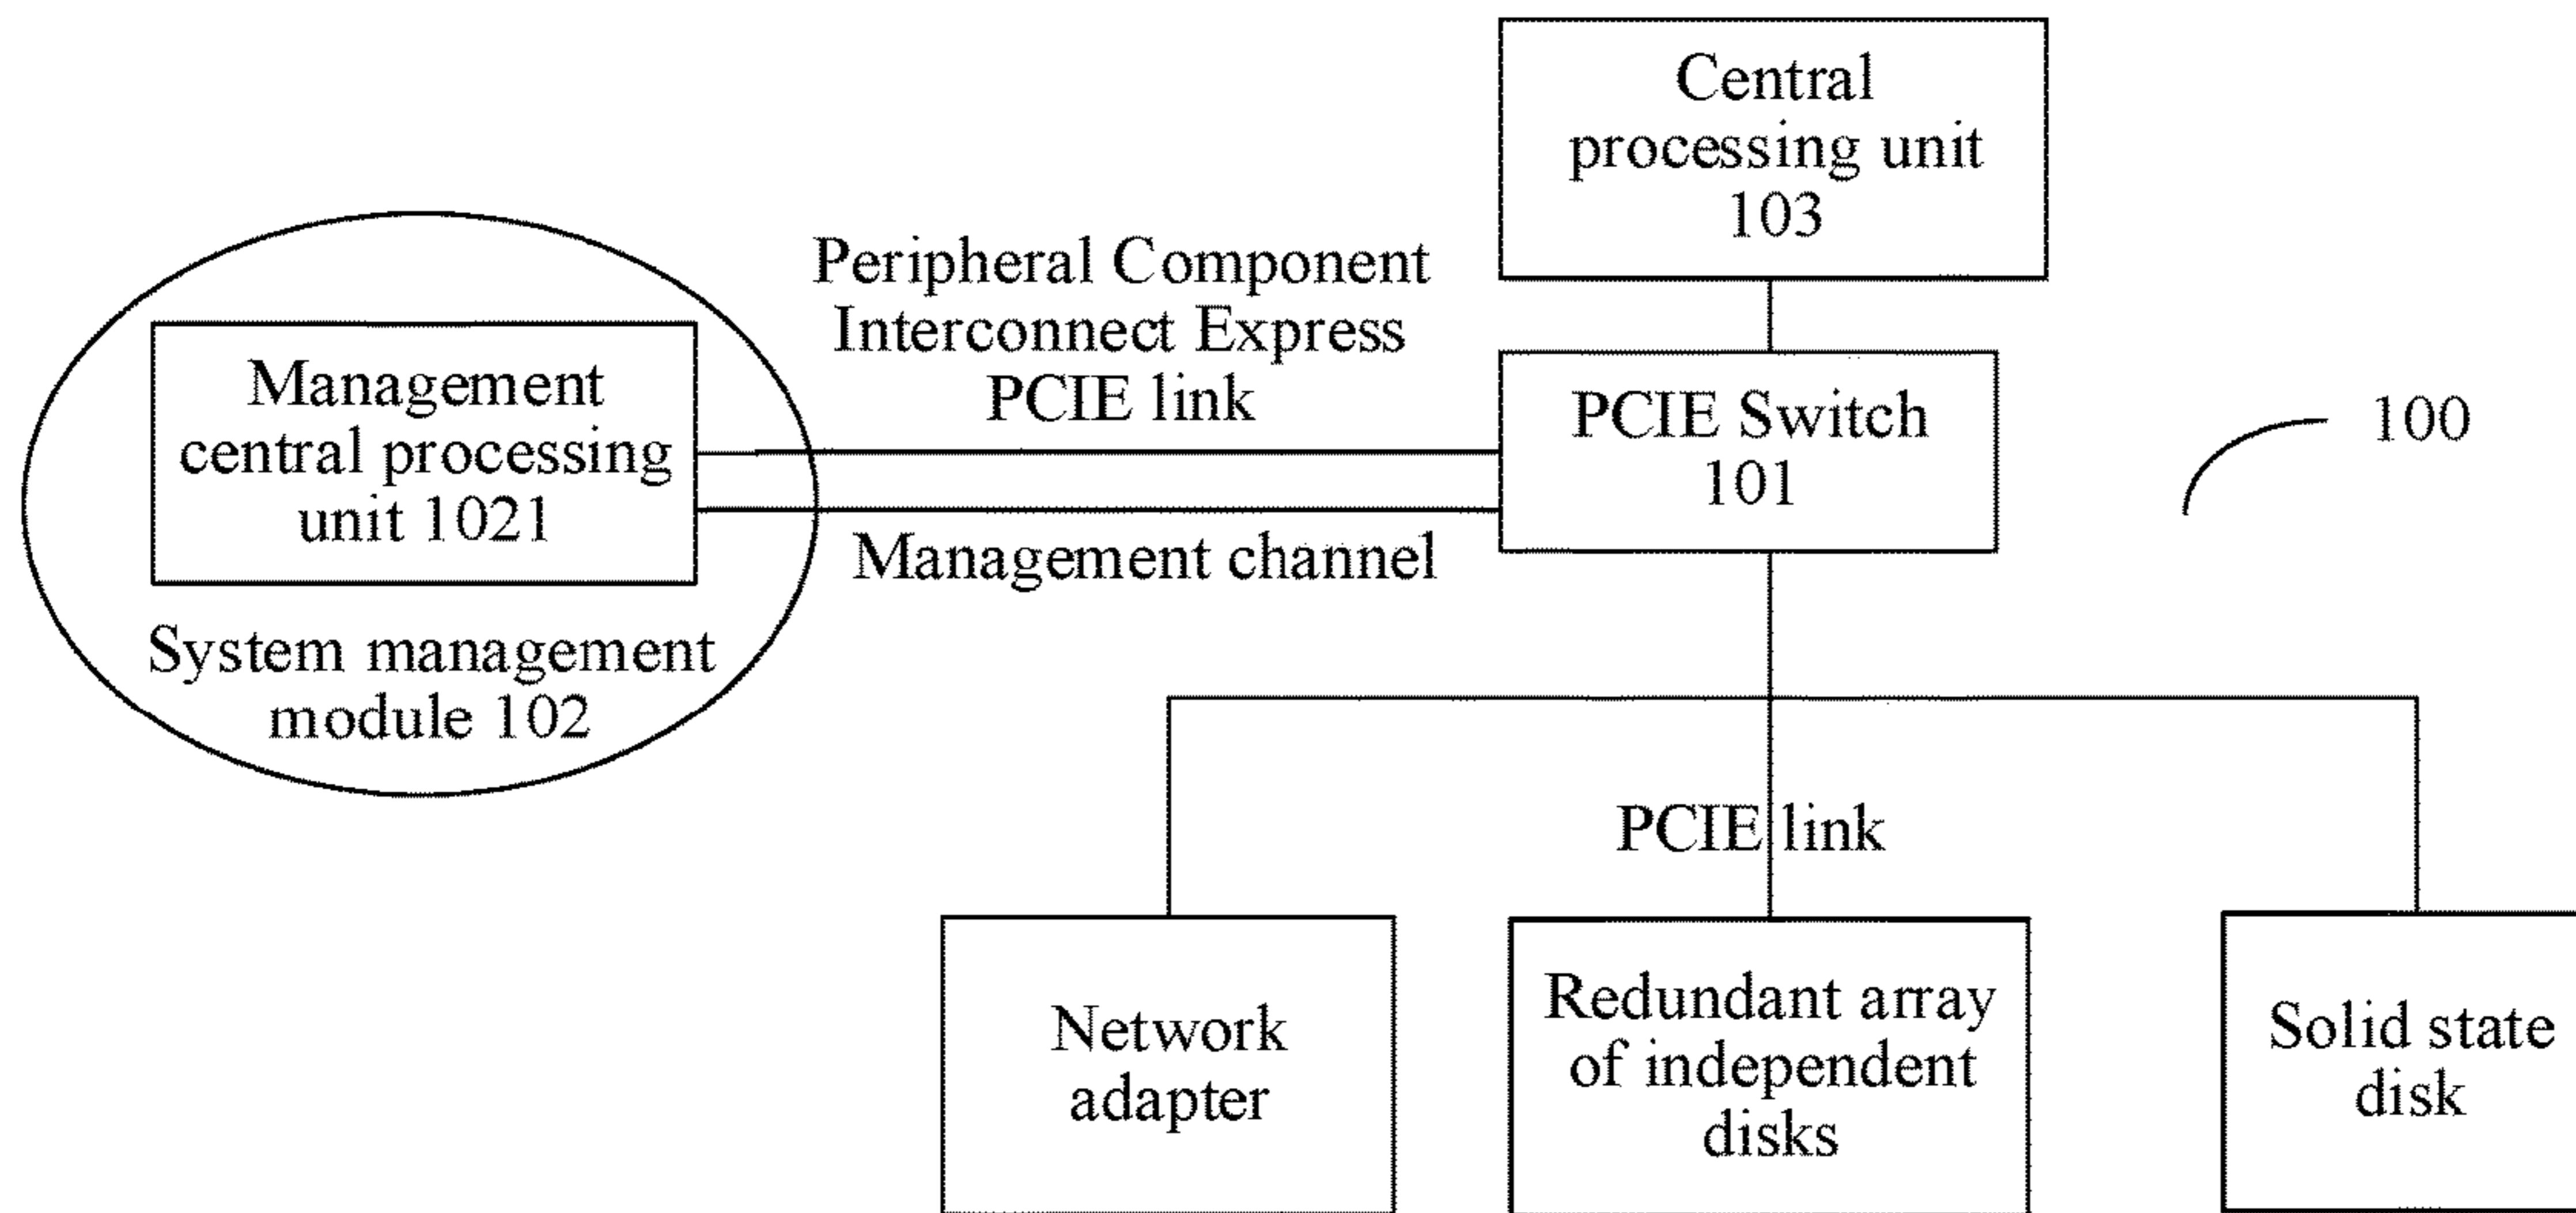 Central
processing unit
103
Peripheral Component
Interconnect Express
PCIE link
Management
central processing
unit 1021
PCIE Switch
101
100
Management channel
System management
module 102
PCIE link
Network
adapter
Redundant array
of independent
disks
Solid state
disk